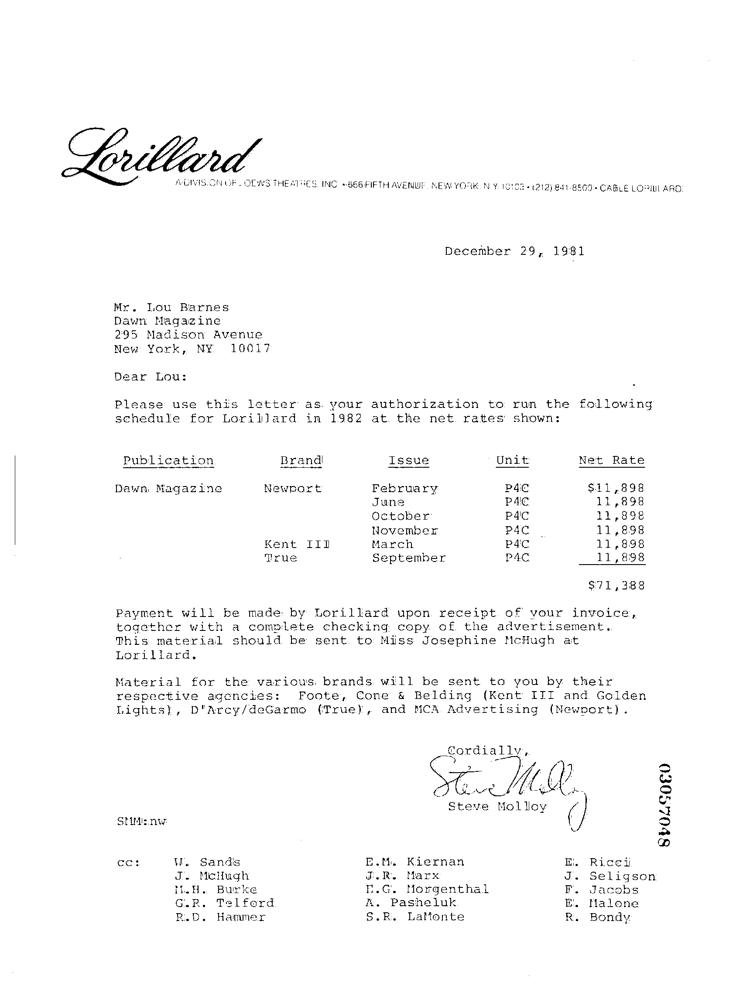 Lorillard
A DIVISION OF LOEWS THEATRES, INC. • 666 FIFTH AVENUE, NEW YORK, N.Y. 10103 • (212) 841-8500 • CABLE LORILLARD
December 29, 1981
Mr. Lou Barnes
Dawn Magazine
295 Madison Avenue
New York, NY 10017
Dear Lou:
Please use this letter as your authorization to run the following
schedule for Lorillard in 1982 at the net rates shown:
Publication Brand Issue Unit Net Rate
Dawn Magazine Newport February P4C $11,898
June P4C 11,898
October P4C 11,898
November P4C 11,898
Kent III March P4C 11,898
True September P4C 11,898
$71,388
Payment will be made by Lorillard upon receipt of your invoice,
together with a complete checking copy of the advertisement.
This material should be sent to Miss Josephine McHugh at
Lorillard.
Material for the various brands will be sent to you by their
respective agencies: Foote, Cone & Belding (Kent III and Golden
Lights), D'Arcy/deGarmo (True), and MCA Advertising (Newport).
Cordially,
Steve Molloy
Steve Molloy
03057048
SMM:nw
cc: W. Sands E.M. Kiernan E. Ricci
J. McHugh J.R. Marx J. Seligson
M.H. Burke E.G. Morgenthal F. Jacobs
G.R. Telford A. Pasheluk E. Malone
R.D. Hammer S.R. LaMonte R. Bondy